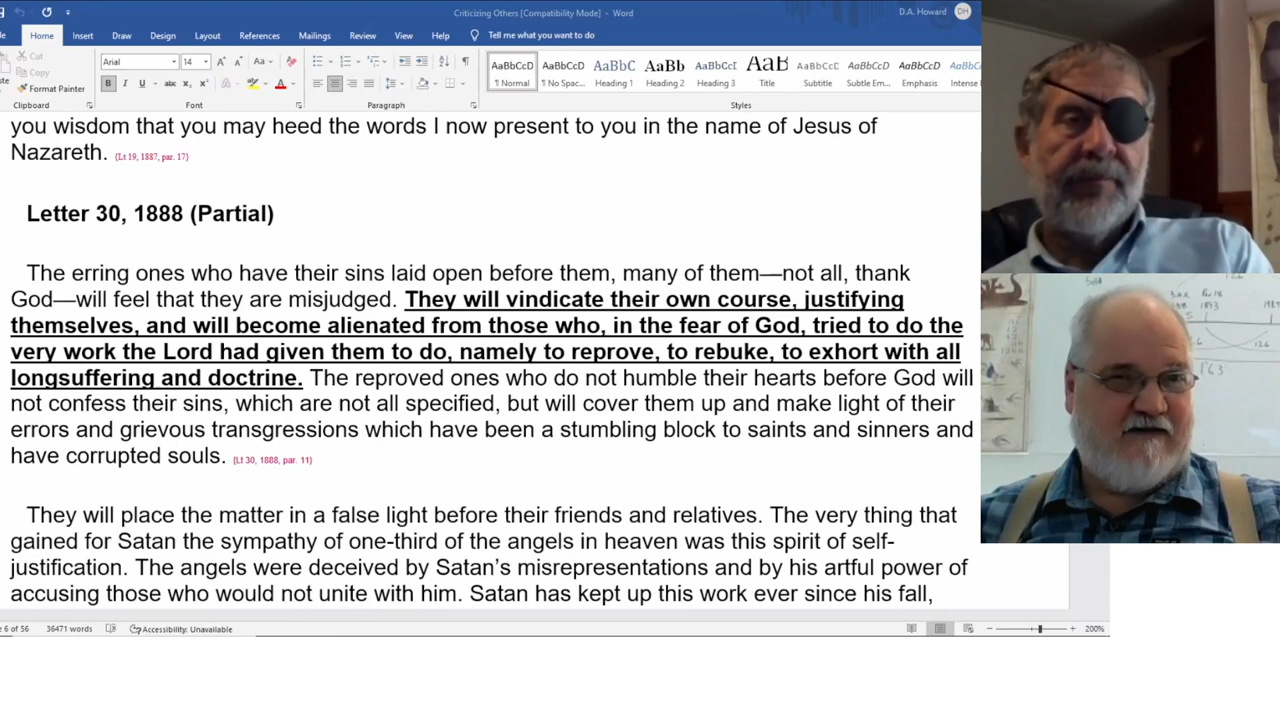 Criticizing Others [Compatibility Mode] - Word
D.A. Howard
DH
Home Insert Draw Design Layout References Mailings Review View Help Tell me what you want to do
Cut
Copy
Format Painter
Arial 14
Clipboard Font Paragraph Styles
AaBbCcD AaBbCcD AaBbC AaBb AaBbCcI AaB AaBbCcD AaBbCcD AaBbCcD
¶ Normal ¶ No Spac... Heading 1 Heading 2 Heading 3 Title Subtitle Subtle Em... Emphasis Intense
you wisdom that you may heed the words I now present to you in the name of Jesus of
Nazareth. {Lt 19, 1887, par. 17}
Letter 30, 1888 (Partial)
The erring ones who have their sins laid open before them, many of them—not all, thank
God—will feel that they are misjudged. They will vindicate their own course, justifying
themselves, and will become alienated from those who, in the fear of God, tried to do the
very work the Lord had given them to do, namely to reprove, to rebuke, to exhort with all
longsuffering and doctrine. The reproved ones who do not humble their hearts before God will
not confess their sins, which are not all specified, but will cover them up and make light of their
errors and grievous transgressions which have been a stumbling block to saints and sinners and
have corrupted souls. {Lt 30, 1888, par. 11}
They will place the matter in a false light before their friends and relatives. The very thing that
gained for Satan the sympathy of one-third of the angels in heaven was this spirit of self-
justification. The angels were deceived by Satan's misrepresentations and by his artful power of
accusing those who would not unite with him. Satan has kept up this work ever since his fall,
6 of 56 36471 words Accessibility: Unavailable 200%